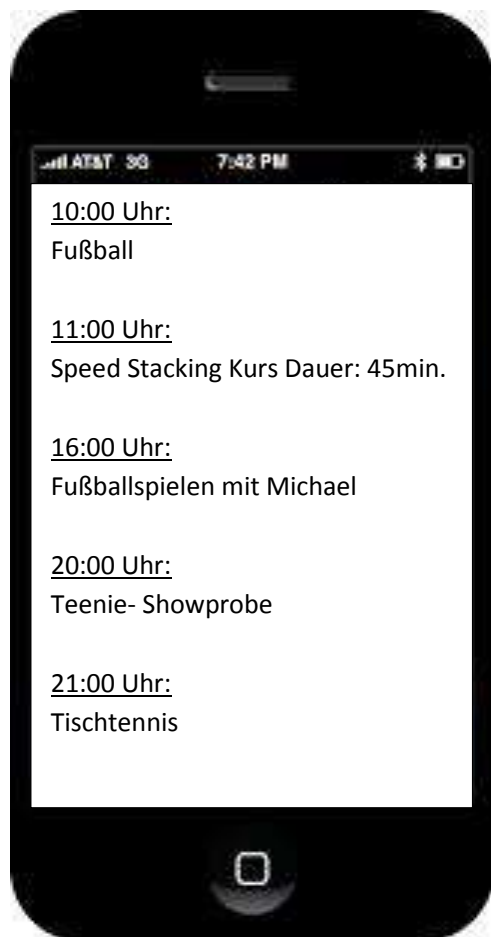 AT&T 3G 7:42 PM
10:00 Uhr:
Fußball
11:00 Uhr:
Speed Stacking Kurs Dauer: 45min.
16:00 Uhr:
Fußballspielen mit Michael
20:00 Uhr:
Teenie- Showprobe
21:00 Uhr:
Tischtennis